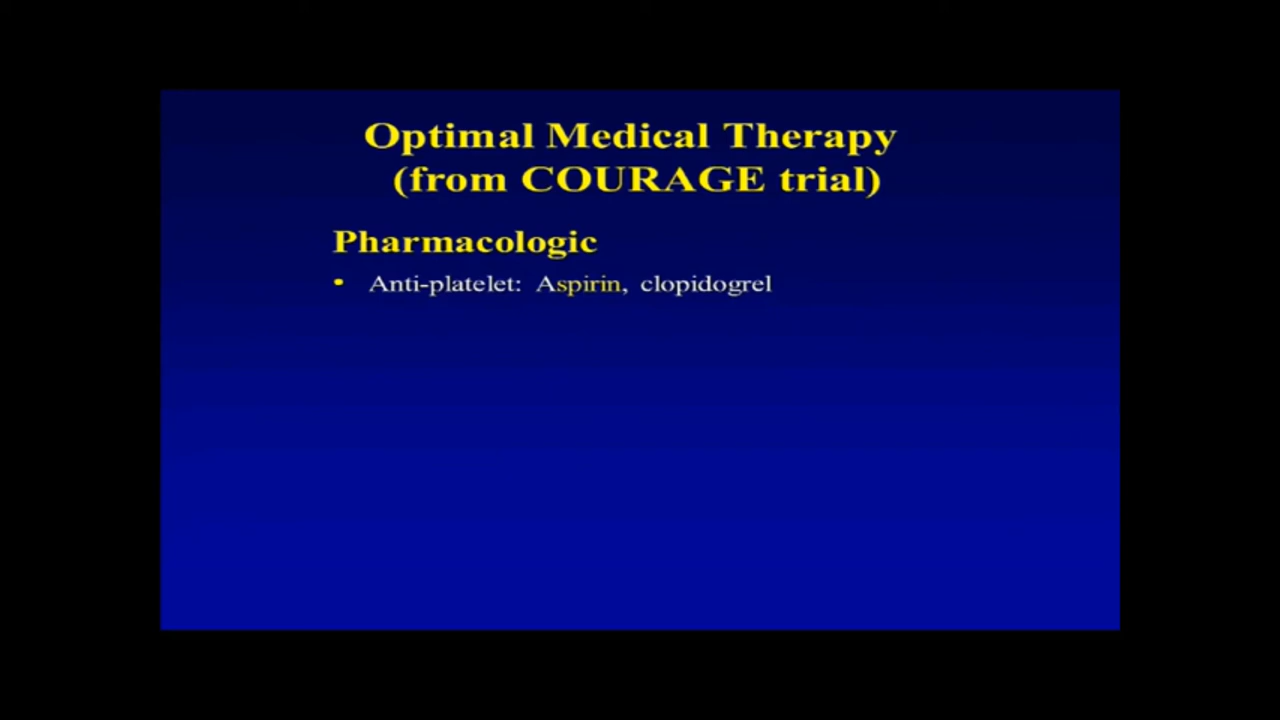 Optimal Medical Therapy
(from COURAGE trial)
Pharmacologic
• Anti-platelet: Aspirin, clopidogrel